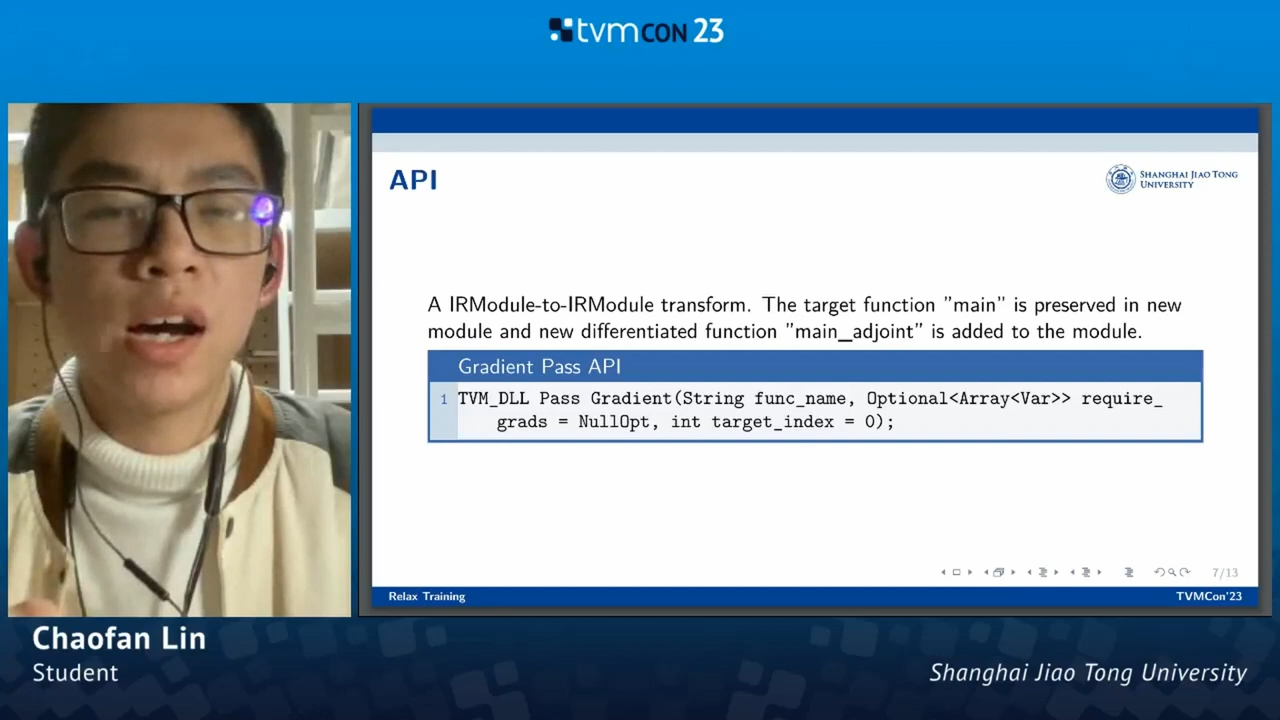 tvmcon 23
API
SHANGHAI JIAO TONG
UNIVERSITY
A IRModule-to-IRModule transform. The target function "main" is preserved in new
module and new differentiated function "main_adjoint" is added to the module.
Gradient Pass API
1 TVM_DLL Pass Gradient(String func_name, Optional<Array<Var>> require_
grads = NullOpt, int target_index = 0);
7/13
Relax Training
TVMCon'23
Chaofan Lin
Student
Shanghai Jiao Tong University